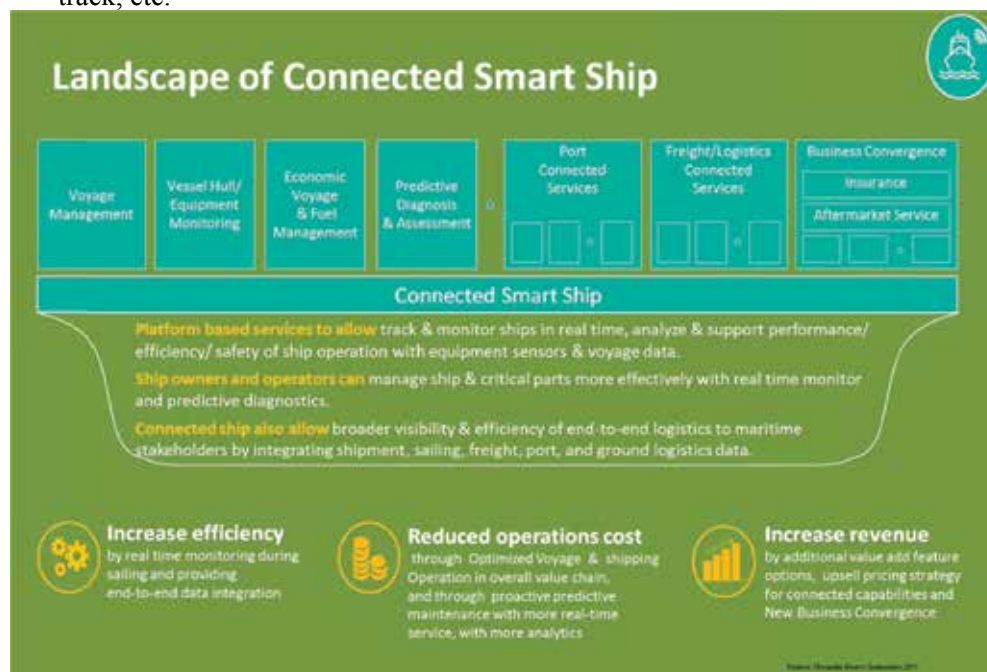 track, etc.
Landscape of Connected Smart Ship
Voyage
Management
Vessel Hull/
Equipment
Monitoring
Economic
Voyage
& Fuel
Management
Predictive
Diagnosis
& Assessment
Port
Connected
Services
Freight/Logistics
Connected
Services
Business Convergence
Insurance
Aftermarket Service
Connected Smart Ship
Platform based services to allow track & monitor ships in real time, analyze & support performance/
efficiency/ safety of ship operation with equipment sensors & voyage data.
Ship owners and operators can manage ship & critical parts more effectively with real time monitor
and predictive diagnostics.
Connected ship also allow broader visibility & efficiency of end-to-end logistics to maritime
stakeholders by integrating shipment, sailing, freight, port, and ground logistics data.
Increase efficiency
by real time monitoring during
sailing and providing
end-to-end data integration
Reduced operations cost
through Optimized Voyage & shipping
Operation in overall value chain,
and through proactive predictive
maintenance with more real-time
service, with more analytics
Increase revenue
by additional value add feature
options, upsell pricing strategy
for connected capabilities and
New Business Convergence